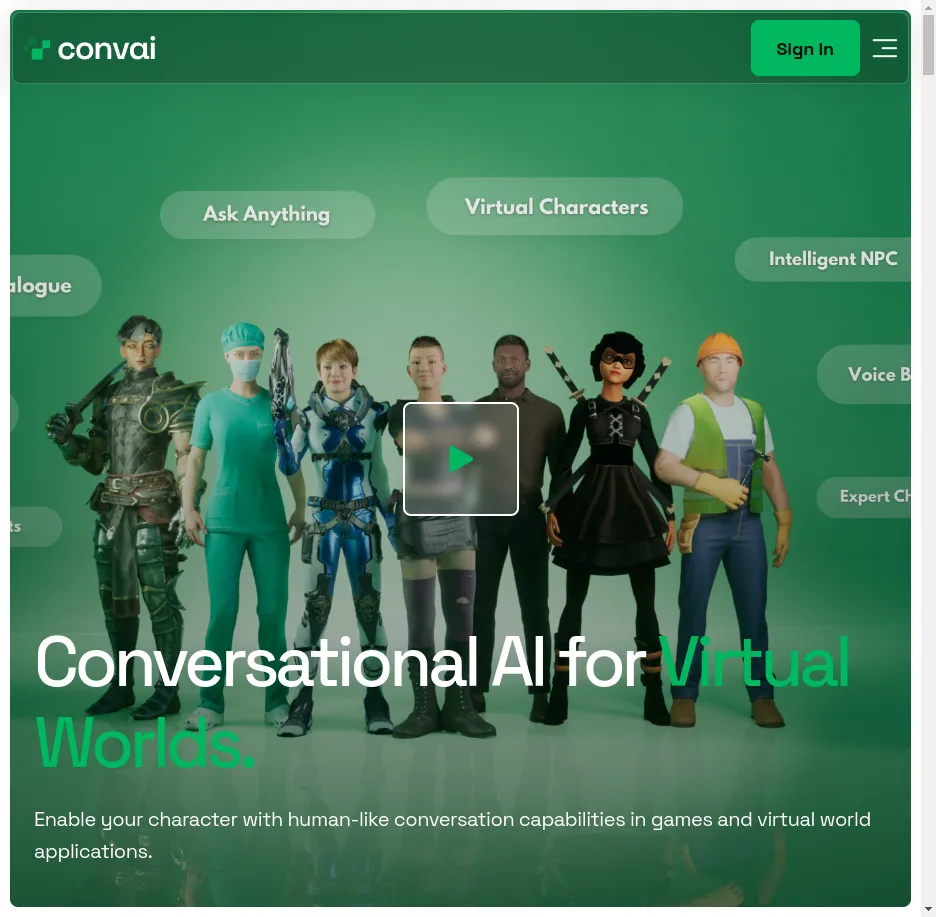 convai
Sign In
Virtual Characters
Ask Anything
Intelligent NPC
alogue
Voice B
Expert Ch
ts
Conversational AI for Virtual
Worlds.
Enable your character with human-like conversation capabilities in games and virtual world
applications.